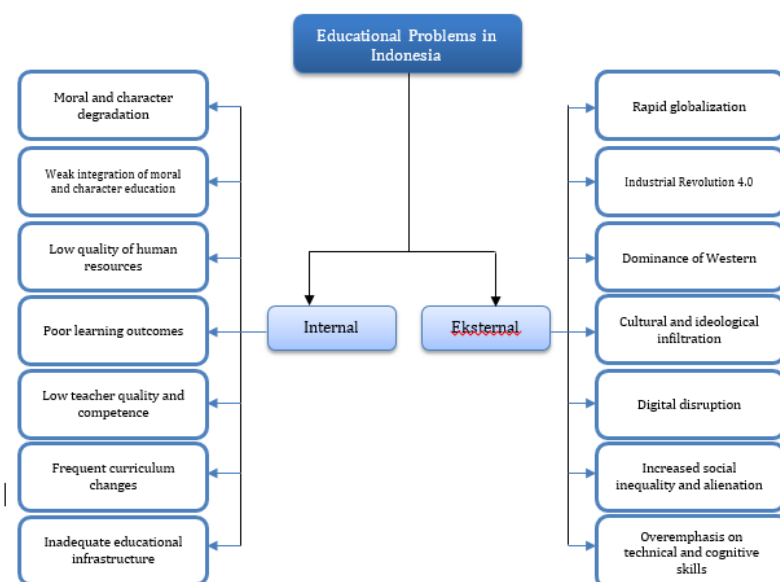 Educational Problems in
Indonesia
Moral and character
degradation
Weak integration of moral
and character education
Low quality of human
resources
Poor learning outcomes
Low teacher quality and
competence
Frequent curriculum
changes
Inadequate educational
infrastructure
Internal
Eksternal
Rapid globalization
Industrial Revolution 4.0
Dominance of Western
Cultural and ideological
infiltration
Digital disruption
Increased social
inequality and alienation
Overemphasis on
technical and cognitive
skills